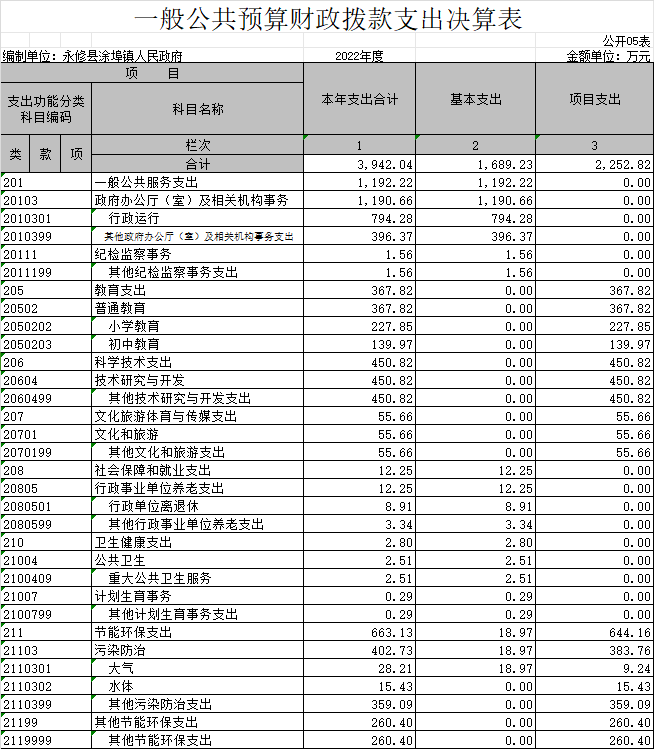 一般公共预算财政拨款支出决算表
公开05表
编制单位：永修县涂埠镇人民政府 2022年度 金额单位：万元
项 目 本年支出合计 基本支出 项目支出
支出功能分类科目编码 科目名称
类 款 项 栏次 1 2 3
合计 3,942.04 1,689.23 2,252.82
201 一般公共服务支出 1,192.22 1,192.22 0.00
20103 政府办公厅（室）及相关机构事务 1,190.66 1,190.66 0.00
2010301 行政运行 794.28 794.28 0.00
2010399 其他政府办公厅（室）及相关机构事务支出 396.37 396.37 0.00
20111 纪检监察事务 1.56 1.56 0.00
2011199 其他纪检监察事务支出 1.56 1.56 0.00
205 教育支出 367.82 0.00 367.82
20502 普通教育 367.82 0.00 367.82
2050202 小学教育 227.85 0.00 227.85
2050203 初中教育 139.97 0.00 139.97
206 科学技术支出 450.82 0.00 450.82
20604 技术研究与开发 450.82 0.00 450.82
2060499 其他技术研究与开发支出 450.82 0.00 450.82
207 文化旅游体育与传媒支出 55.66 0.00 55.66
20701 文化和旅游 55.66 0.00 55.66
2070199 其他文化和旅游支出 55.66 0.00 55.66
208 社会保障和就业支出 12.25 12.25 0.00
20805 行政事业单位养老支出 12.25 12.25 0.00
2080501 行政单位离退休 8.91 8.91 0.00
2080599 其他行政事业单位养老支出 3.34 3.34 0.00
210 卫生健康支出 2.80 2.80 0.00
21004 公共卫生 2.51 2.51 0.00
2100409 重大公共卫生服务 2.51 2.51 0.00
21007 计划生育事务 0.29 0.29 0.00
2100799 其他计划生育事务支出 0.29 0.29 0.00
211 节能环保支出 663.13 18.97 644.16
21103 污染防治 402.73 18.97 383.76
2110301 大气 28.21 18.97 9.24
2110302 水体 15.43 0.00 15.43
2110399 其他污染防治支出 359.09 0.00 359.09
21199 其他节能环保支出 260.40 0.00 260.40
2119999 其他节能环保支出 260.40 0.00 260.40